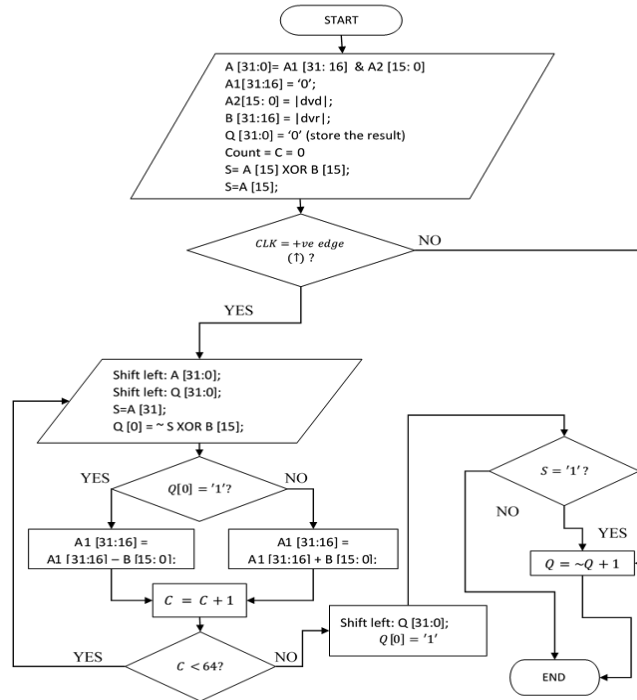 START
A [31:0]= A1 [31: 16] & A2 [15: 0]
A1[31:16] = ‘0’;
A2[15: 0] = |dvd|;
B [31:16] = |dvr|;
Q [31:0] = ‘0’ (store the result)
Count = C = 0
S= A [15] XOR B [15];
S=A [15];
CLK = +ve edge
(↑) ?
NO
YES
Shift left: A [31:0];
Shift left: Q [31:0];
S=A [31];
Q [0] = ~ S XOR B [15];
YES
Q[0] = '1'?
NO
A1 [31:16] =
A1 [31:16] − B [15: 0];
A1 [31:16] =
A1 [31:16] + B [15: 0];
C = C + 1
YES
C < 64?
NO
Shift left: Q [31:0];
Q[0] = '1'
S = '1'?
NO
YES
Q = ~Q + 1
END